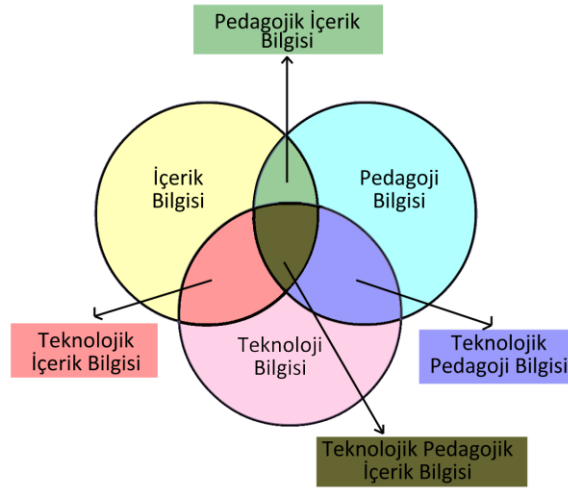 Pedagojik İçerik
Bilgisi
İçerik
Bilgisi
Pedagoji
Bilgisi
Teknolojik
İçerik Bilgisi
Teknoloji
Bilgisi
Teknolojik
Pedagoji Bilgisi
Teknolojik Pedagojik
İçerik Bilgisi